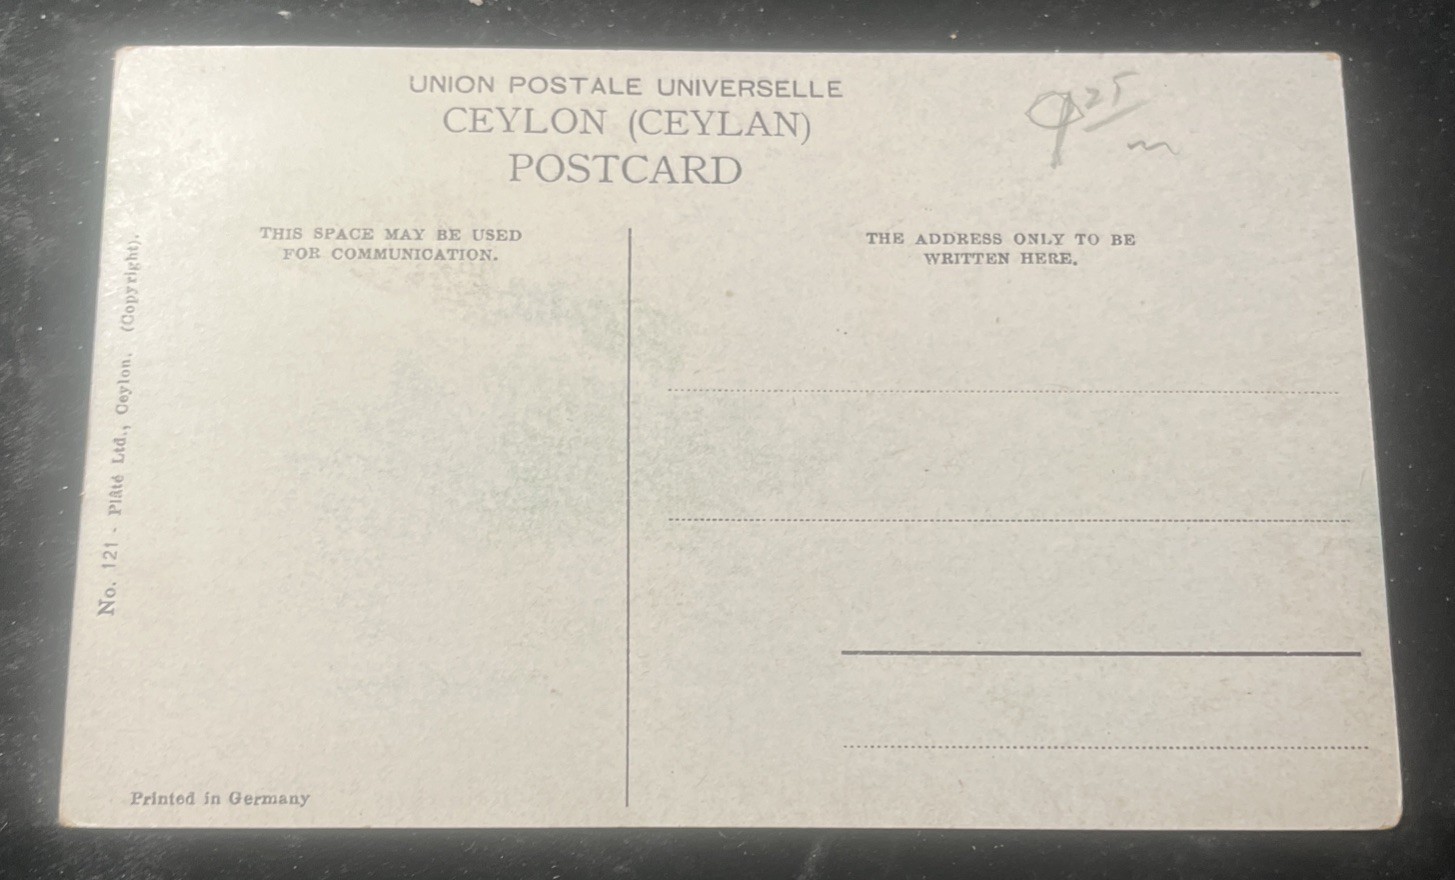 UNION POSTALE UNIVERSELLE
CEYLON (CEYLAN)
POSTCARD
THIS SPACE MAY BE USED
FOR COMMUNICATION.
THE ADDRESS ONLY TO BE
WRITTEN HERE.
No. 121 - Plâté Ltd., Ceylon. (Copyright).
Printed in Germany